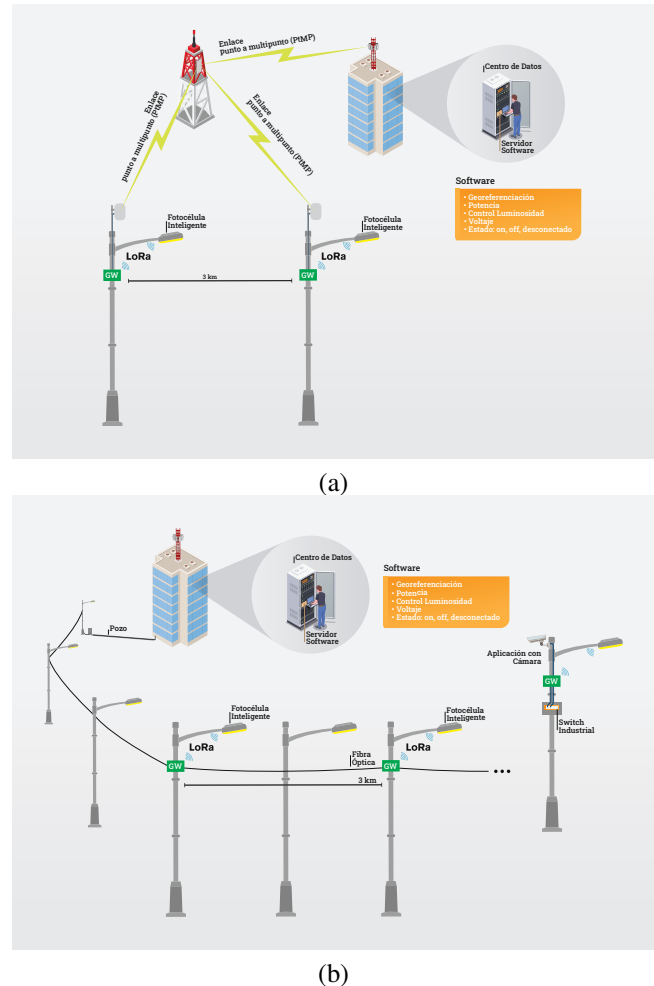 Enlace
punto a multipunto (PtMP)
Enlace
punto a multipunto (PtMP)
Enlace
punto a multipunto (PtMP)
Centro de Datos
Servidor
Software
Software
• Georeferenciación
• Potencia
• Control Luminosidad
• Voltaje
• Estado: on, off, desconectado
Fotocélula
Inteligente
LoRa
GW
3 km
Fotocélula
Inteligente
LoRa
GW
(a)
Centro de Datos
Servidor
Software
Software
• Georeferenciación
• Potencia
• Control Luminosidad
• Voltaje
• Estado: on, off, desconectado
Pozo
Aplicación con
Cámara
GW
Switch
Industrial
Fotocélula
Inteligente
LoRa
GW
Fibra
Óptica
3 km
Fotocélula
Inteligente
LoRa
GW
(b)